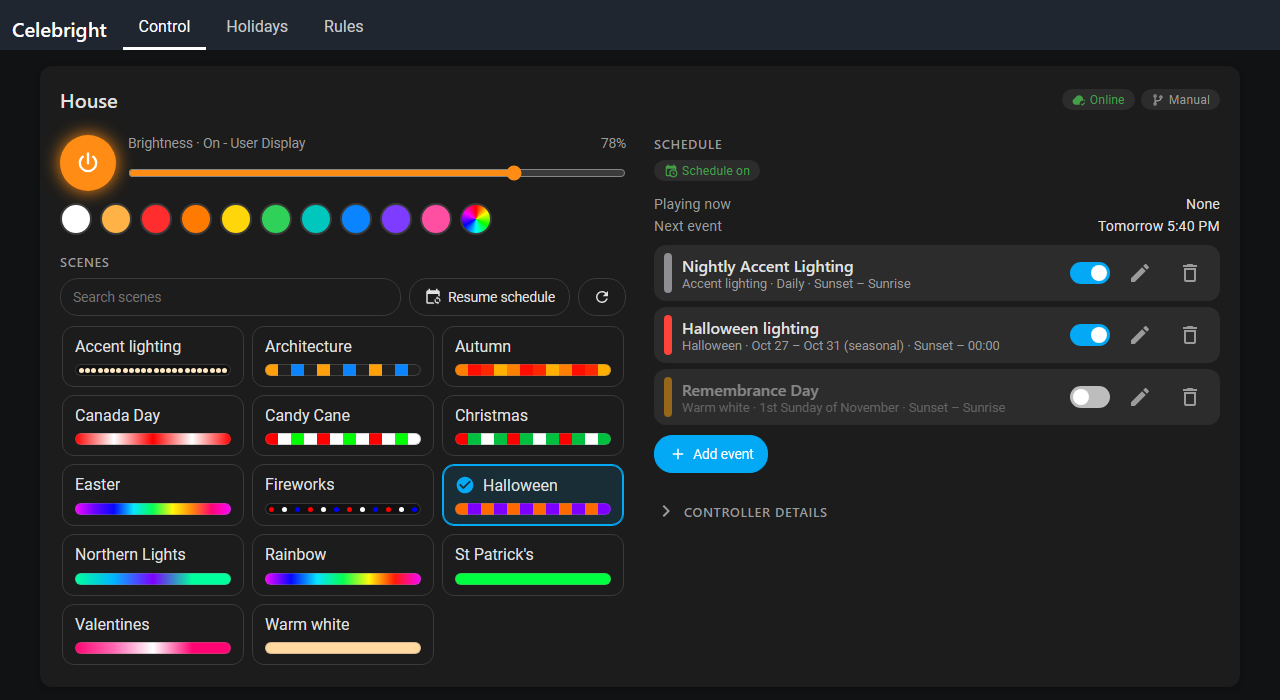 Celebright
Control
Holidays
Rules
House
Online
Manual
Brightness · On - User Display
78%
SCENES
Search scenes
Resume schedule
Accent lighting
Architecture
Autumn
Canada Day
Candy Cane
Christmas
Easter
Fireworks
Halloween
Northern Lights
Rainbow
St Patrick's
Valentines
Warm white
SCHEDULE
Schedule on
Playing now
None
Next event
Tomorrow 5:40 PM
Nightly Accent Lighting
Accent lighting · Daily · Sunset – Sunrise
Halloween lighting
Halloween · Oct 27 – Oct 31 (seasonal) · Sunset – 00:00
Remembrance Day
Warm white · 1st Sunday of November · Sunset – Sunrise
Add event
CONTROLLER DETAILS